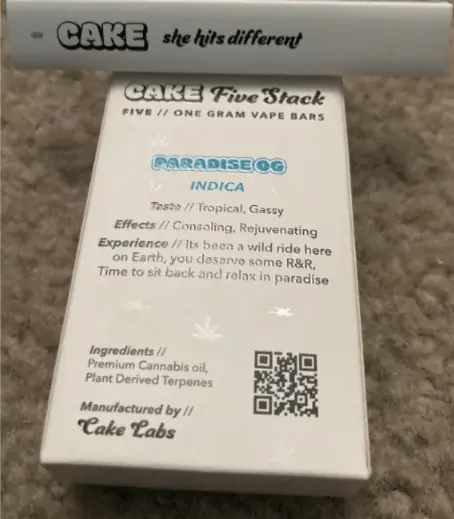 CAKE she hits different
CAKE Five Stack
FIVE // ONE GRAM VAPE BARS
PARADISE OG
INDICA
Taste // Tropical, Gassy
Effects // Consoling, Rejuvenating
Experience // Its been a wild ride here
on Earth, you deserve some R&R,
Time to sit back and relax in paradise
Ingredients //
Premium Cannabis oil,
Plant Derived Terpenes
Manufactured by //
Cake Labs